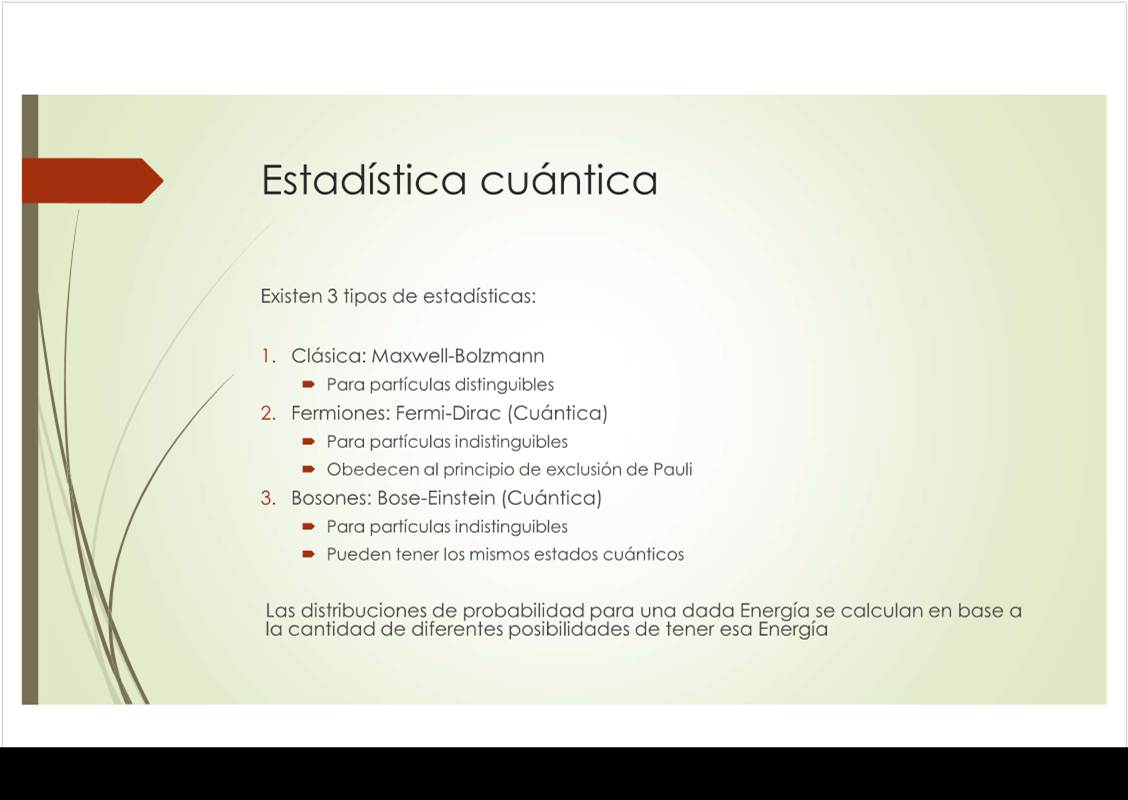 Estadística cuántica
Existen 3 tipos de estadísticas:
1. Clásica: Maxwell-Bolzmann
Para partículas distinguibles
2. Fermiones: Fermi-Dirac (Cuántica)
Para partículas indistinguibles
Obedecen al principio de exclusión de Pauli
3. Bosones: Bose-Einstein (Cuántica)
Para partículas indistinguibles
Pueden tener los mismos estados cuánticos
Las distribuciones de probabilidad para una dada Energía se calculan en base a
la cantidad de diferentes posibilidades de tener esa Energía